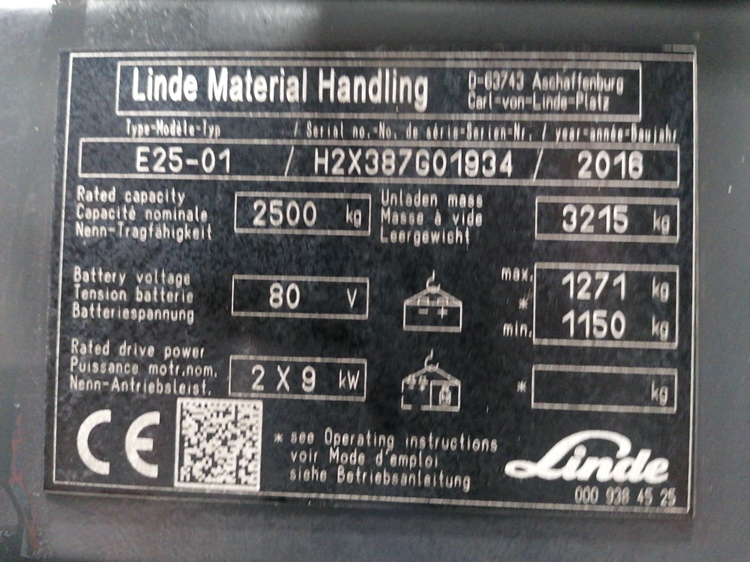 Linde Material Handling
D-63743 Aschaffenburg
Carl-von-Linde-Platz
Type-Modèle-Typ / Serial no.-No. de série-Serien-Nr. / year-année-Baujahr
E25-01 / H2X387G01934 / 2016
Rated capacity
Capacité nominale
Nenn-Tragfähigkeit
2500 kg
Unladen mass
Masse à vide
Leergewicht
3215 kg
Battery voltage
Tension batterie
Batteriespannung
80 V
max. 1271 kg
*
min. 1150 kg
Rated drive power
Puissance motr.nom.
Nenn-Antriebsleist.
2 X 9 kW
* kg
CE
* see Operating instructions
voir Mode d'emploi
siehe Betriebsanleitung
Linde
000 938 45 25